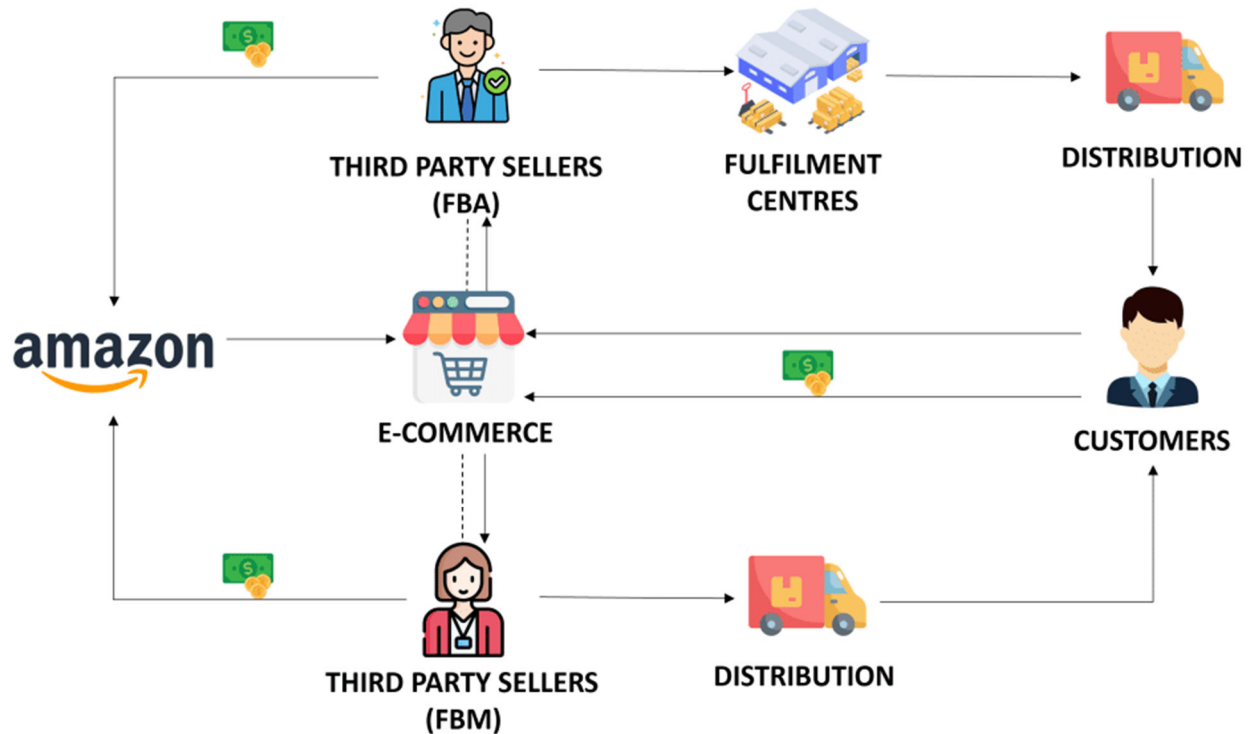 THIRD PARTY SELLERS
(FBA)
FULFILMENT
CENTRES
DISTRIBUTION
amazon
E-COMMERCE
CUSTOMERS
THIRD PARTY SELLERS
(FBM)
DISTRIBUTION